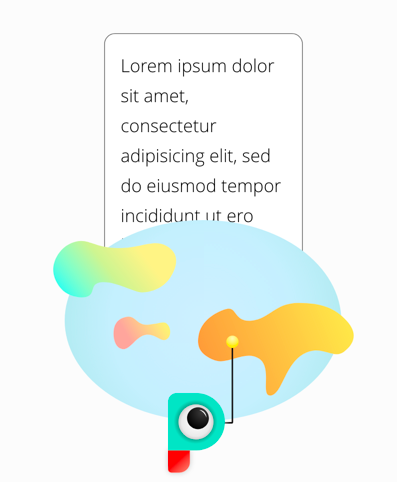 Lorem ipsum dolor
sit amet,
consectetur
adipisicing elit, sed
do eiusmod tempor
incididunt ut ero